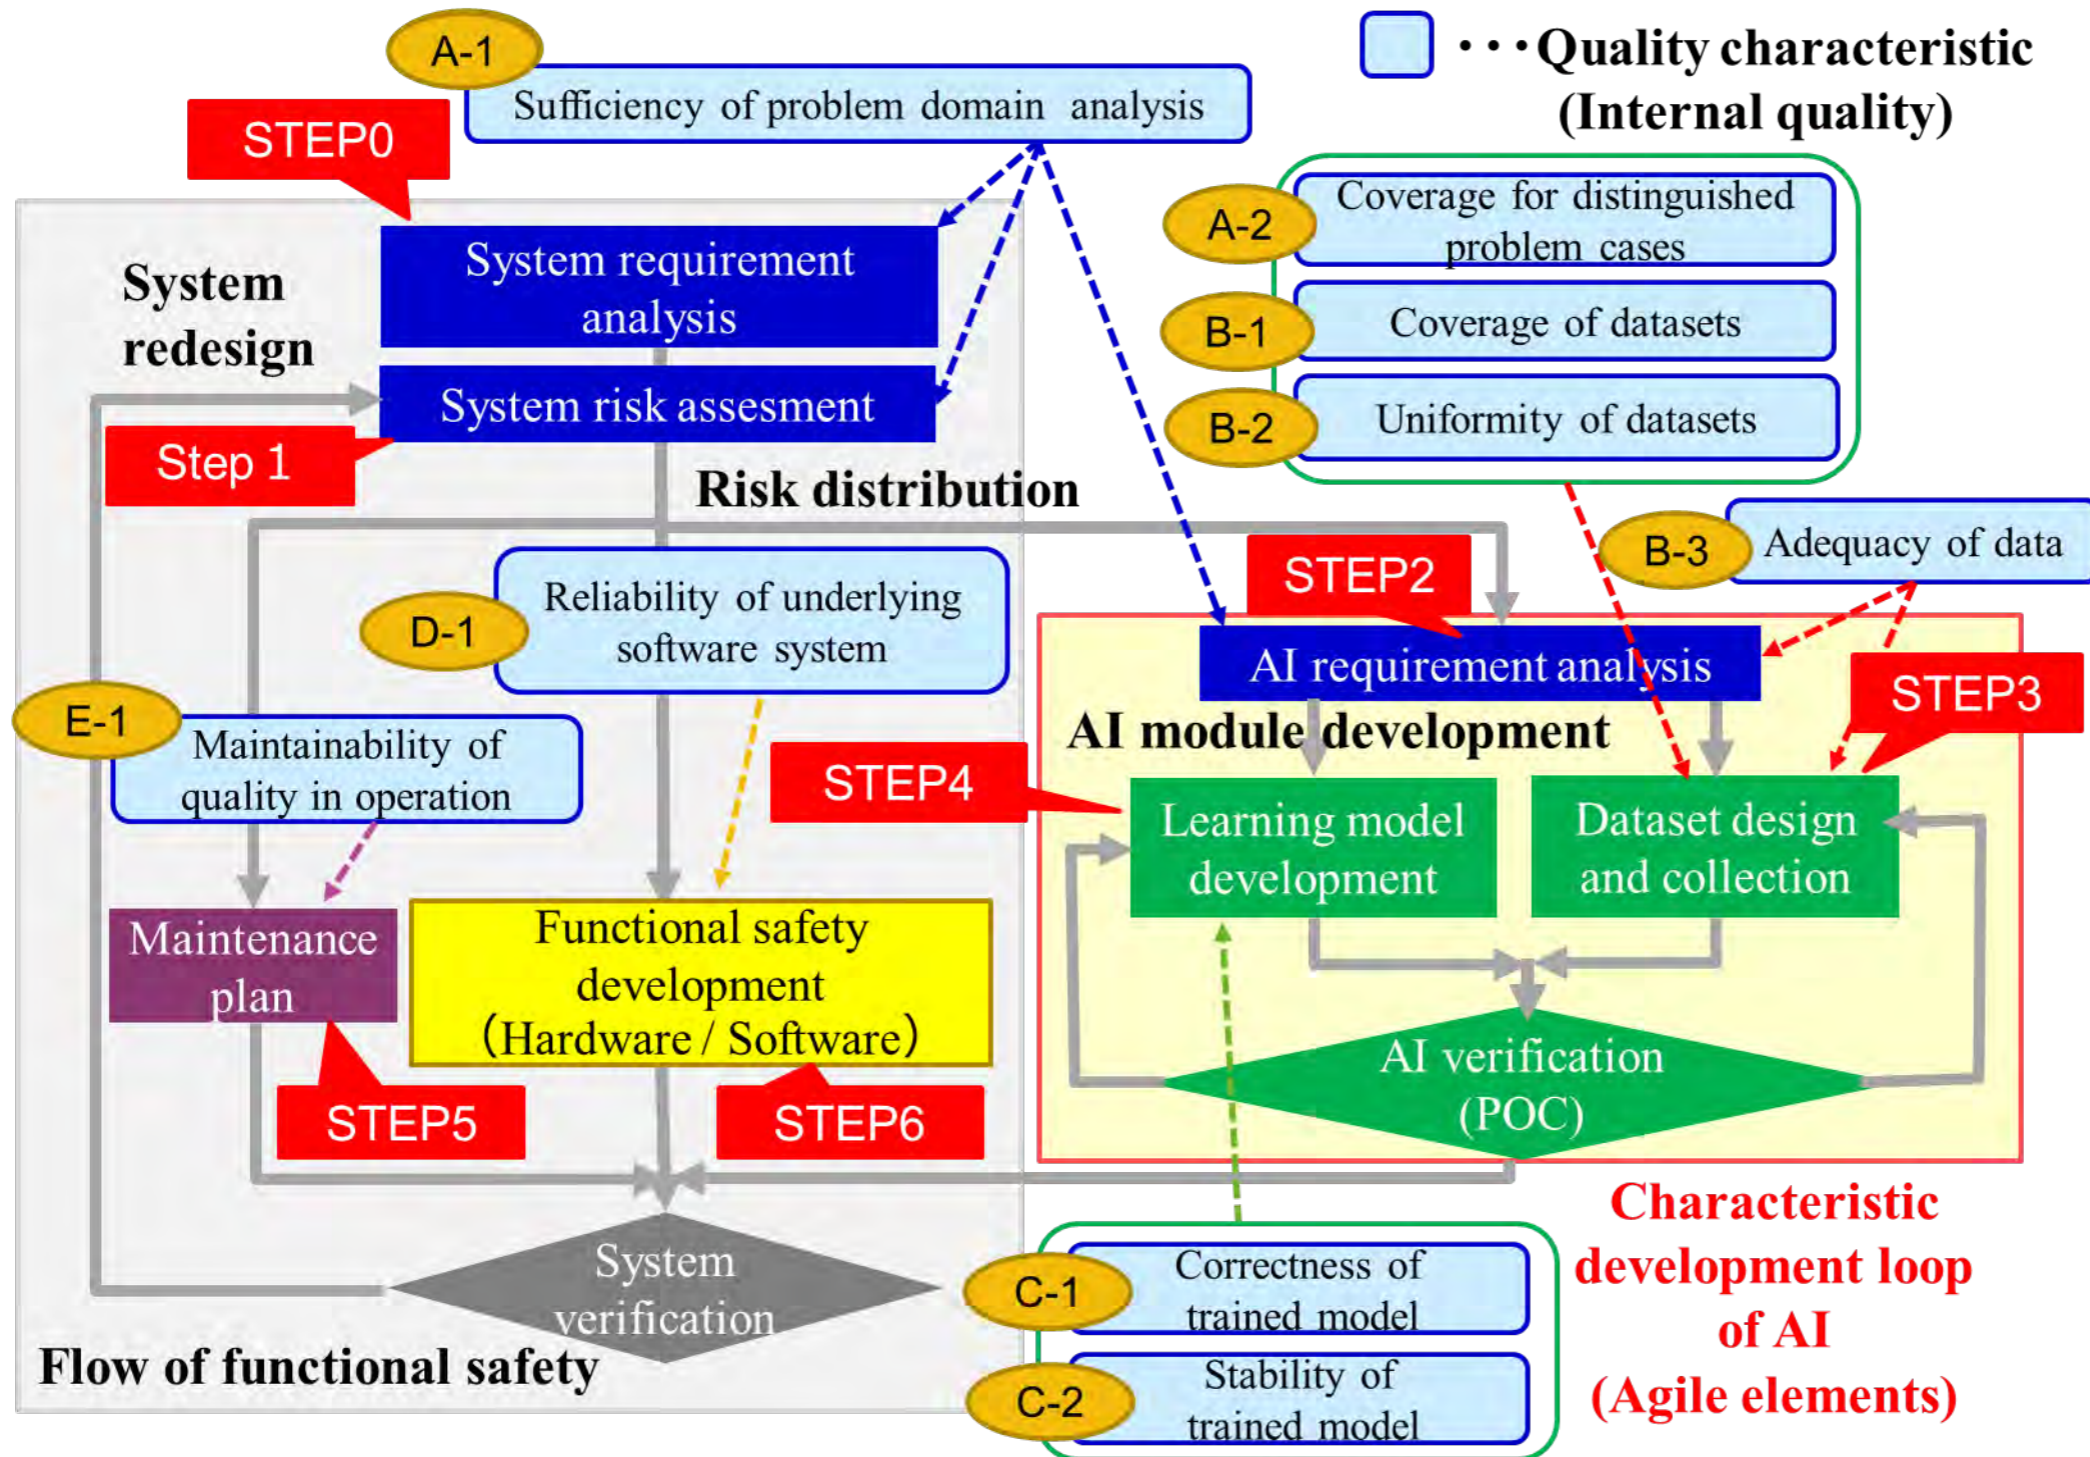 A-1
Sufficiency of problem domain analysis
・・・Quality characteristic
(Internal quality)
STEP0
System requirement
analysis
System
redesign
System risk assesment
Step 1
Risk distribution
A-2
Coverage for distinguished
problem cases
B-1
Coverage of datasets
B-2
Uniformity of datasets
B-3
Adequacy of data
STEP2
AI requirement analysis
STEP3
D-1
Reliability of underlying
software system
E-1
Maintainability of
quality in operation
AI module development
STEP4
Learning model
development
Dataset design
and collection
Maintenance
plan
Functional safety
development
（Hardware / Software）
STEP5
STEP6
AI verification
(POC)
System
verification
Flow of functional safety
C-1
Correctness of
trained model
C-2
Stability of
trained model
Characteristic
development loop
of AI
(Agile elements)